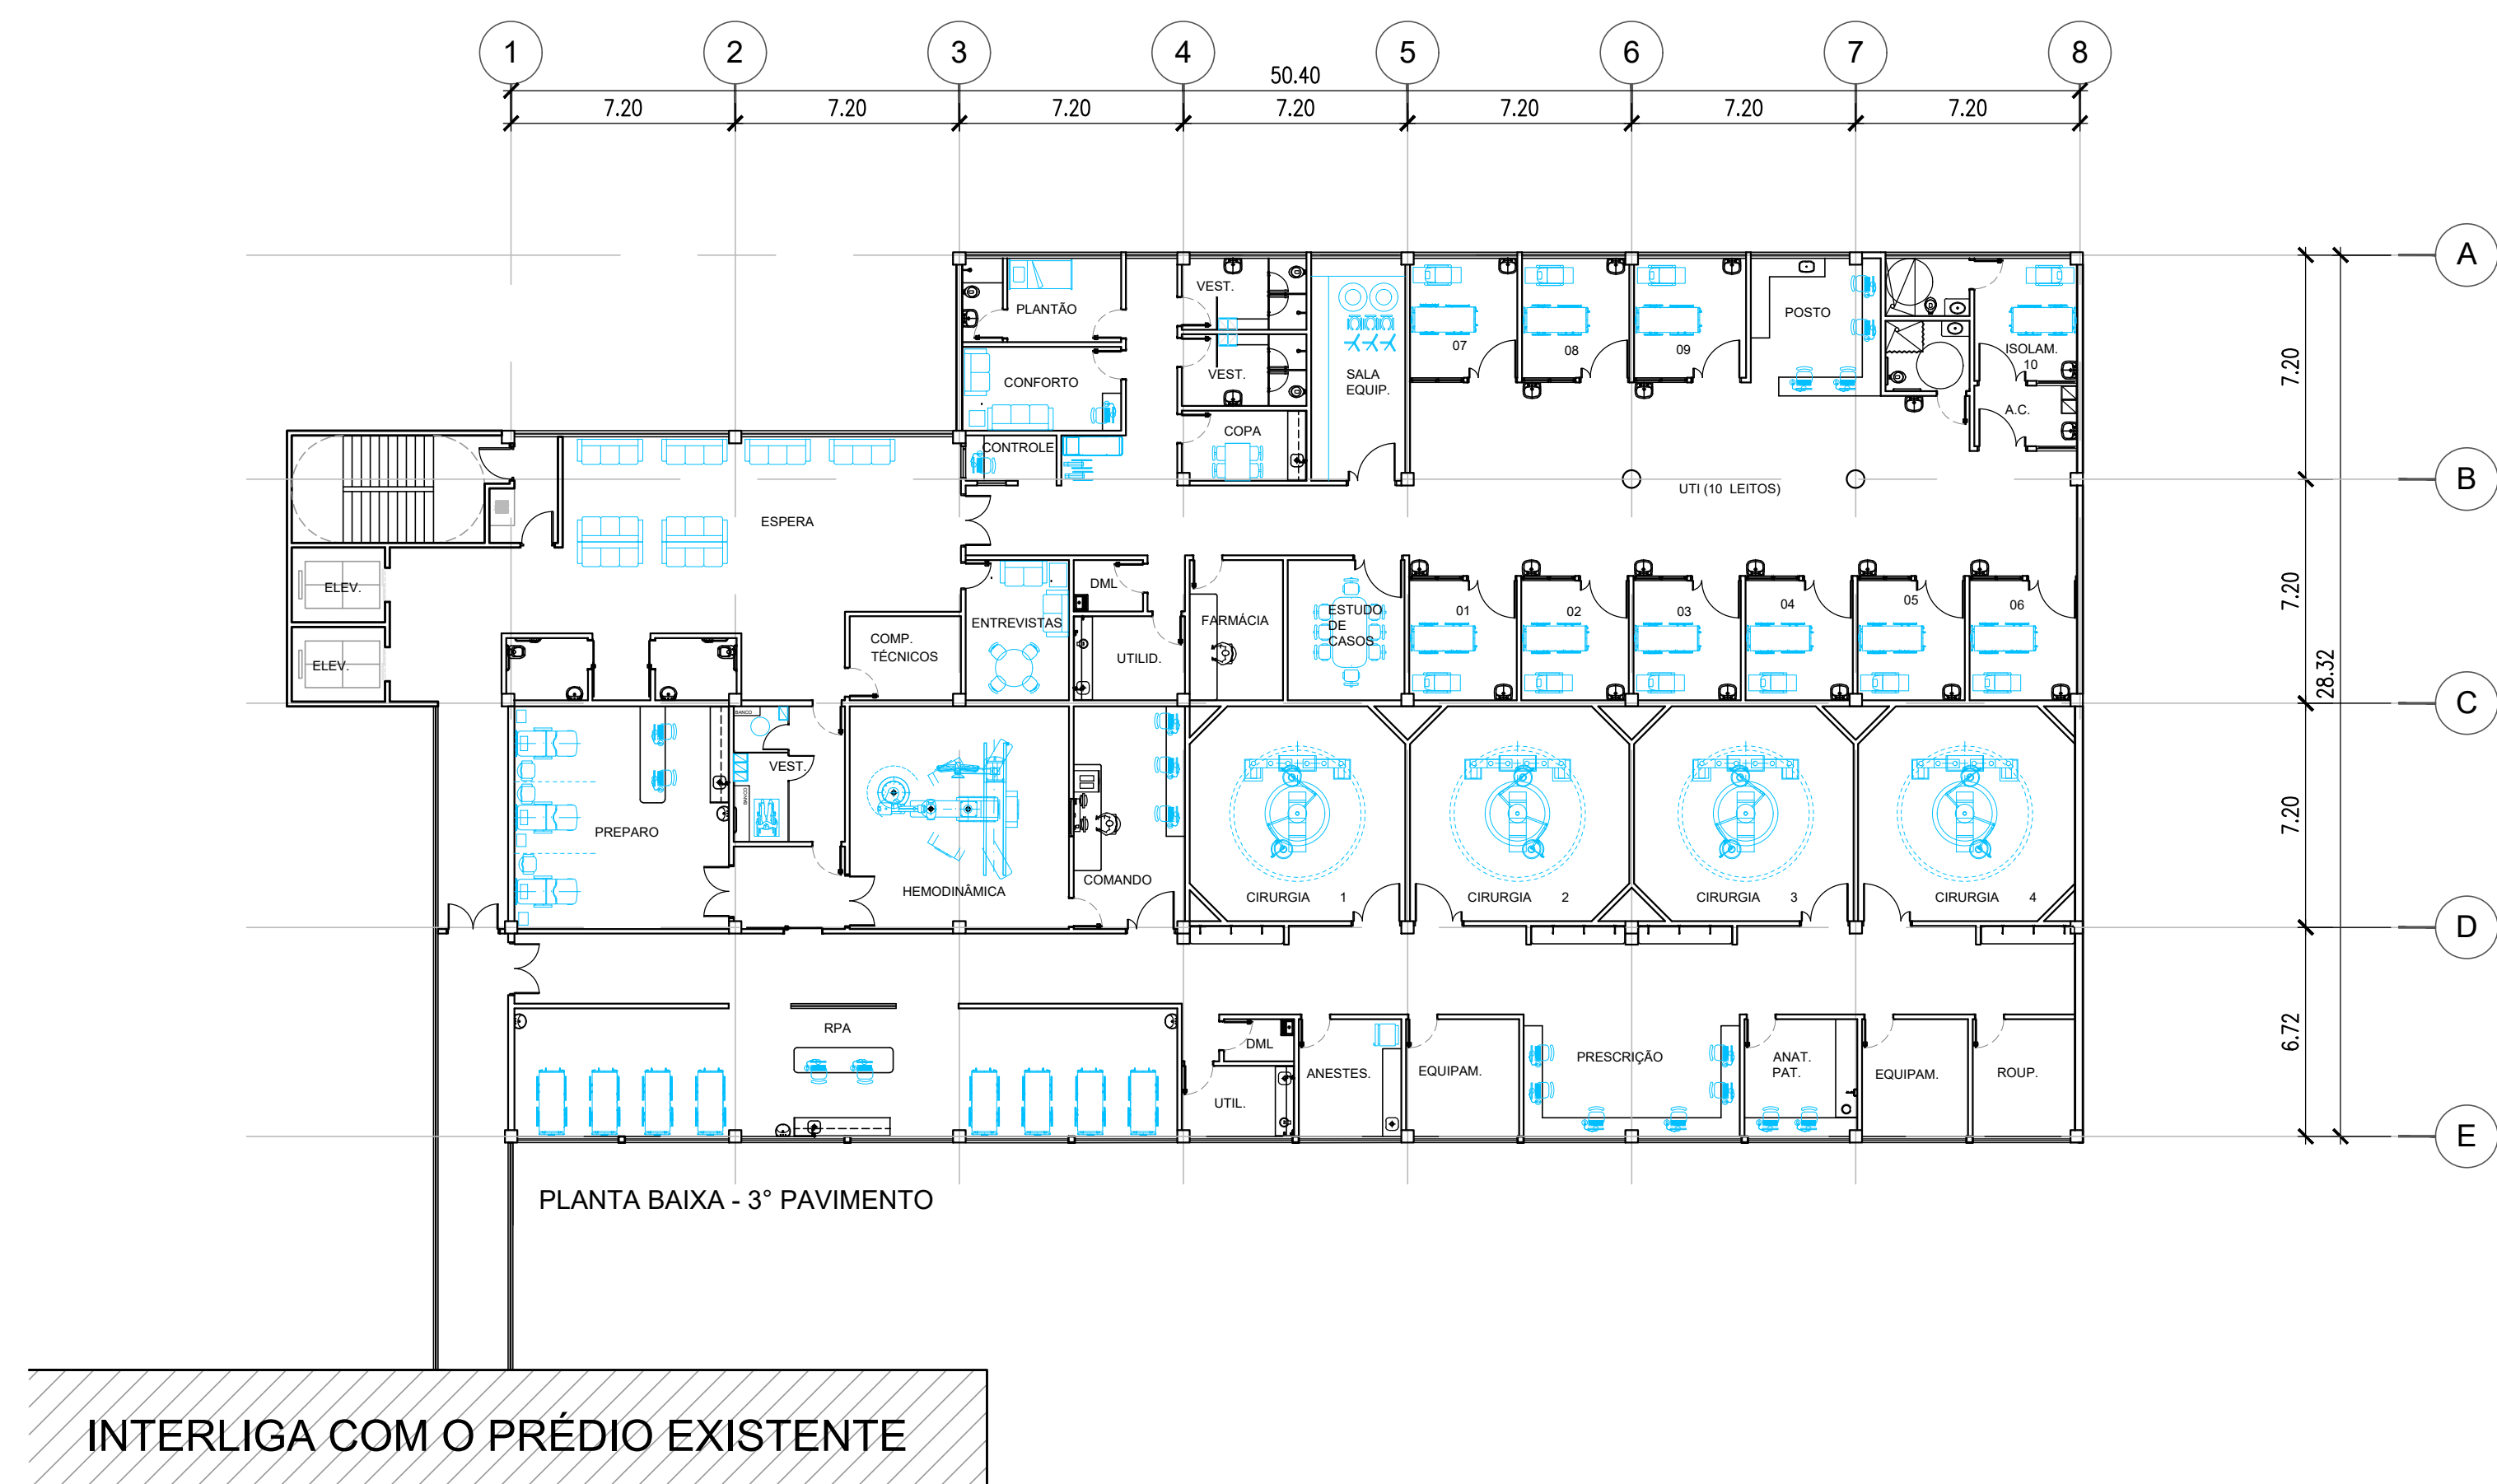 1 2 3 4 5 6 7 8
50.40
7.20 7.20 7.20 7.20 7.20 7.20 7.20
A
B
C
D
E
7.20
7.20
7.20
6.72
28.32
PLANTÃO
CONFORTO
CONTROLE
VEST.
VEST.
COPA
SALA
EQUIP.
07
08
09
POSTO
ISOLAM.
10
A.C.
UTI (10 LEITOS)
ESPERA
ELEV.
ELEV.
COMP.
TÉCNICOS
ENTREVISTAS
DML
UTILID.
FARMÁCIA
ESTUDO
DE
CASOS
01
02
03
04
05
06
PREPARO
BANCO
VEST.
BANCO
HEMODINÂMICA
COMANDO
CIRURGIA 1
CIRURGIA 2
CIRURGIA 3
CIRURGIA 4
RPA
DML
UTIL.
ANESTES.
EQUIPAM.
PRESCRIÇÃO
ANAT.
PAT.
EQUIPAM.
ROUP.
PLANTA BAIXA - 3° PAVIMENTO
INTERLIGA COM O PRÉDIO EXISTENTE